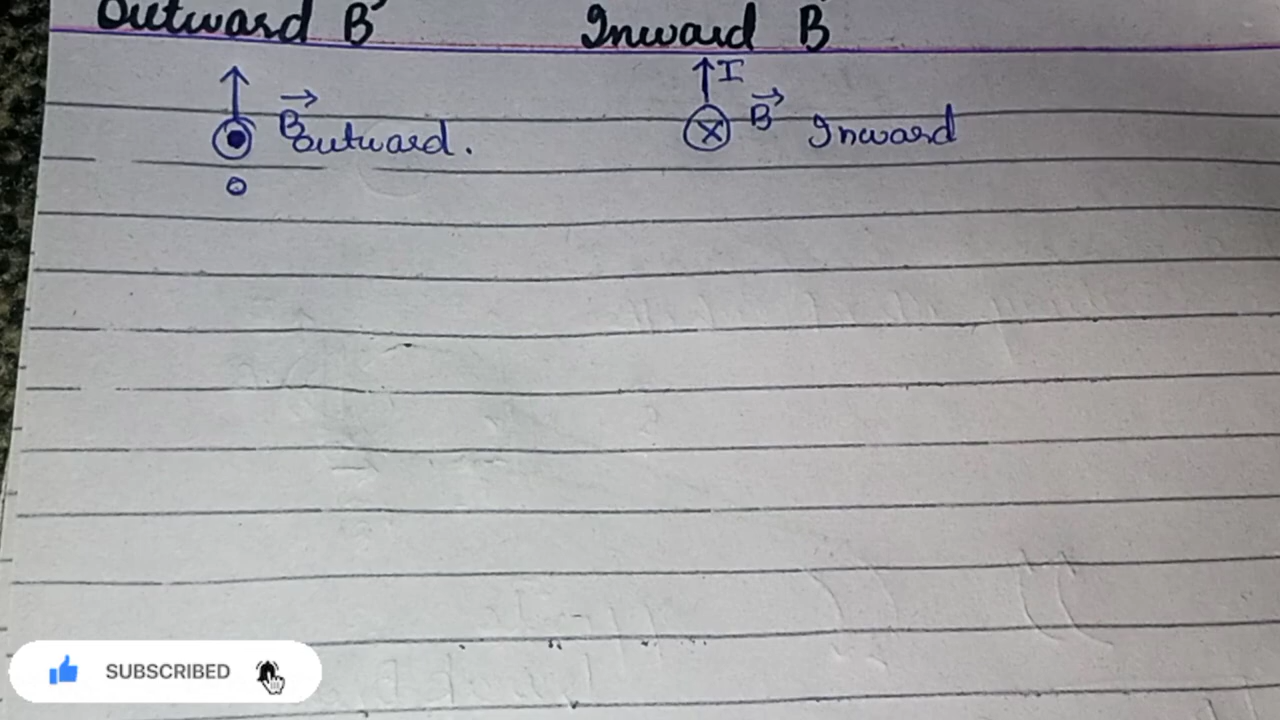 Outward B Inward B
↑ ↑ I
⊙ B⃗ outward. ⊗ B⃗ Inward
o
SUBSCRIBED